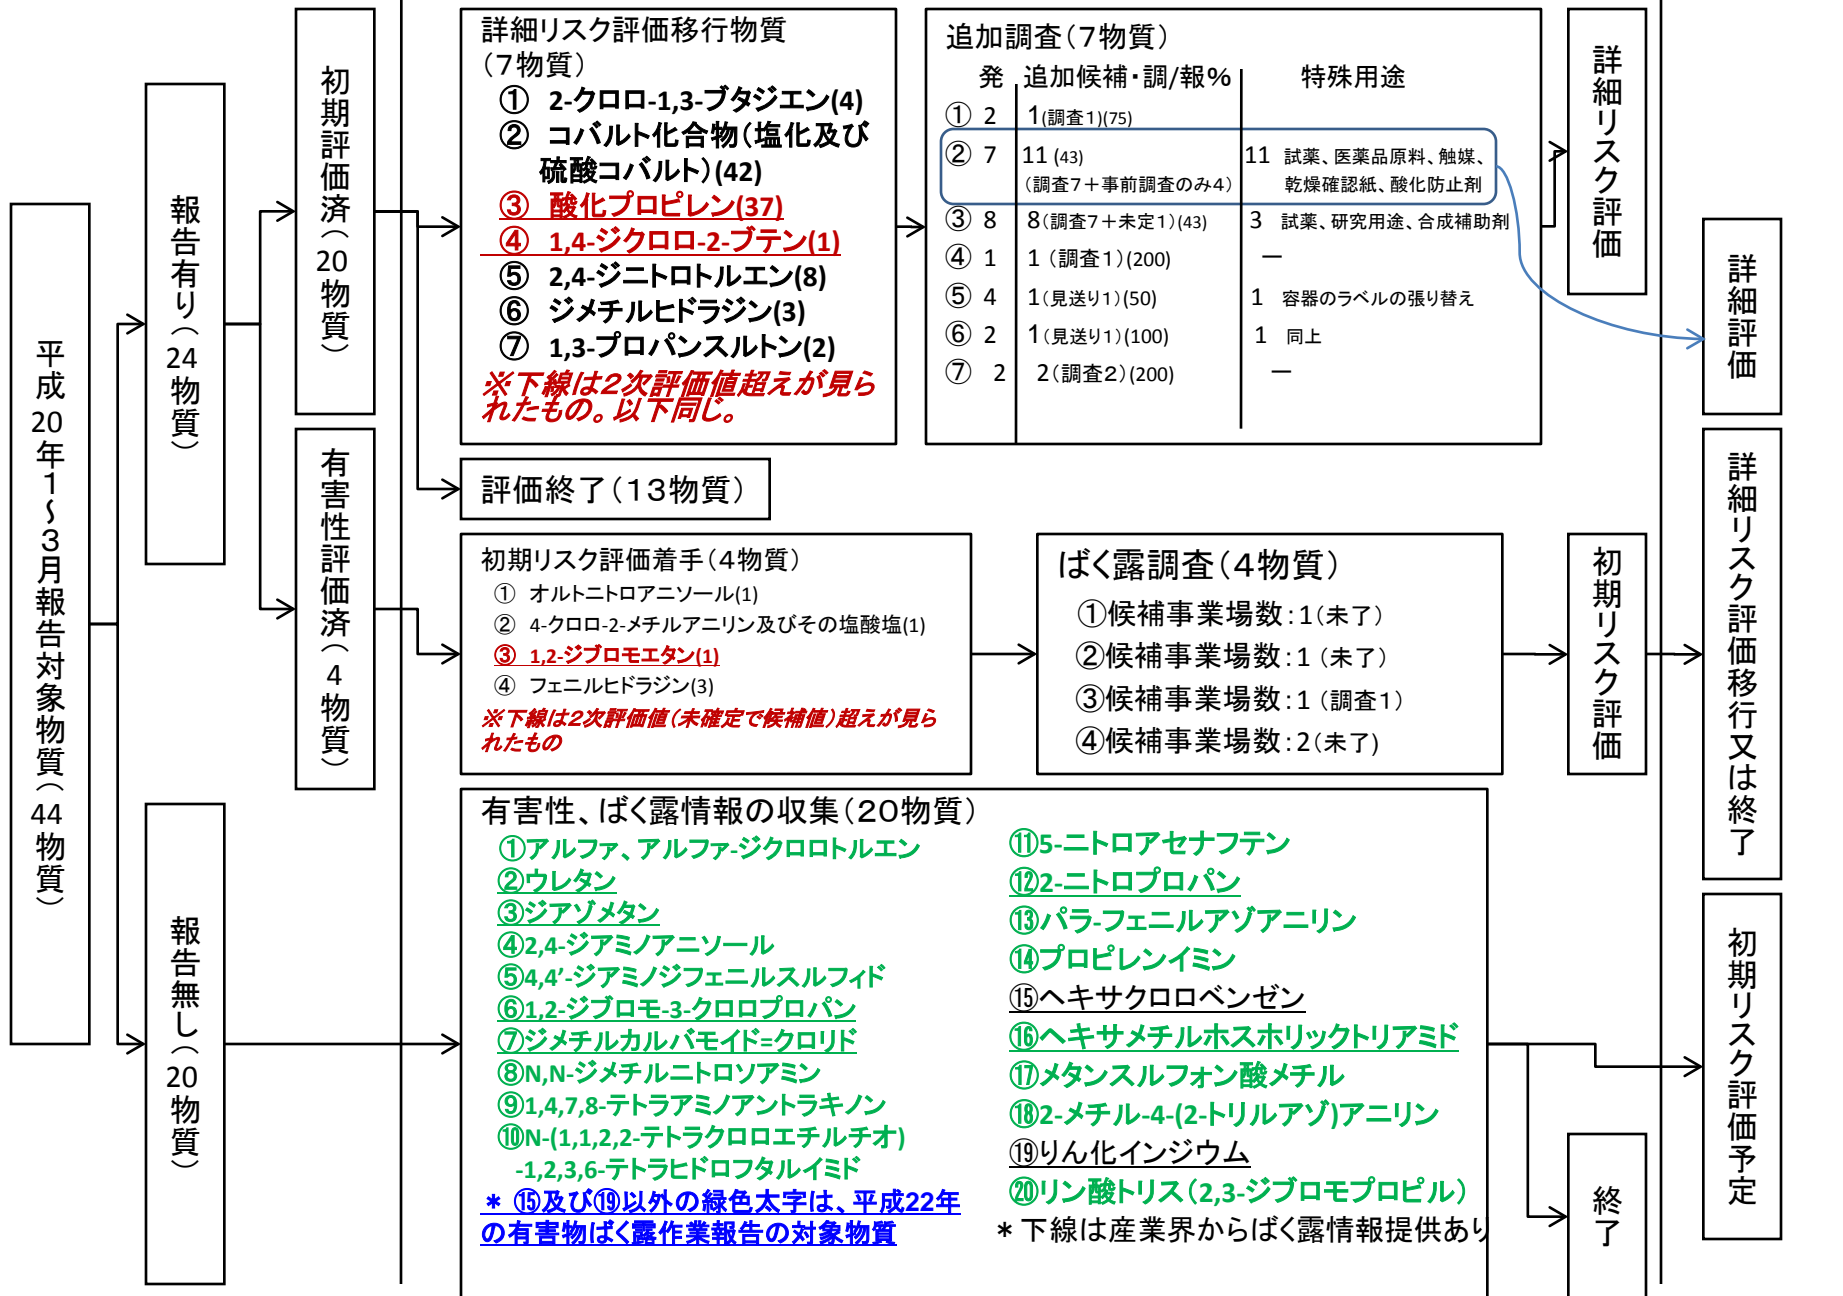 平成20年1～3月報告対象物質（44物質）
報告有り（24物質）
報告無し（20物質）
初期評価済（20物質）
有害性評価済（4物質）
詳細リスク評価移行物質
（7物質）
① 2-クロロ-1,3-ブタジエン(4)
② コバルト化合物（塩化及び
硫酸コバルト）(42)
③ 酸化プロピレン(37)
④ 1,4-ジクロロ-2-ブテン(1)
⑤ 2,4-ジニトロトルエン(8)
⑥ ジメチルヒドラジン(3)
⑦ 1,3-プロパンスルトン(2)
※下線は2次評価値超えが見ら
れたもの。以下同じ。
追加調査（7物質）
発 追加候補・調/報% 特殊用途
① 2 1(調査1)(75)
② 7 11 (43) 11 試薬、医薬品原料、触媒、
（調査7＋事前調査のみ4） 乾燥確認紙、酸化防止剤
③ 8 8（調査7＋未定1）(43) 3 試薬、研究用途、合成補助剤
④ 1 1（調査1）(200) ―
⑤ 4 1（見送り1）(50) 1 容器のラベルの張り替え
⑥ 2 1（見送り1）(100) 1 同上
⑦ 2 2（調査2）(200) ―
詳細リスク評価
詳細評価
評価終了（13物質）
初期リスク評価着手（4物質）
① オルトニトロアニソール(1)
② 4-クロロ-2-メチルアニリン及びその塩酸塩(1)
③ 1,2-ジブロモエタン(1)
④ フェニルヒドラジン(3)
※下線は2次評価値（未確定で候補値）超えが見ら
れたもの
ばく露調査（4物質）
①候補事業場数：1（未了）
②候補事業場数：1（未了）
③候補事業場数：1（調査1）
④候補事業場数：2（未了)
初期リスク評価
詳細リスク評価移行又は終了
有害性、ばく露情報の収集（20物質）
①アルファ、アルファ-ジクロロトルエン
②ウレタン
③ジアゾメタン
④2,4-ジアミノアニソール
⑤4,4’-ジアミノジフェニルスルフィド
⑥1,2-ジブロモ-3-クロロプロパン
⑦ジメチルカルバモイド=クロリド
⑧N,N-ジメチルニトロソアミン
⑨1,4,7,8-テトラアミノアントラキノン
⑩N-(1,1,2,2-テトラクロロエチルチオ)
-1,2,3,6-テトラヒドロフタルイミド
＊ ⑮及び⑲以外の緑色太字は、平成22年
の有害物ばく露作業報告の対象物質
⑪5-ニトロアセナフテン
⑫2-ニトロプロパン
⑬パラ-フェニルアゾアニリン
⑭プロピレンイミン
⑮ヘキサクロロベンゼン
⑯ヘキサメチルホスホリックトリアミド
⑰メタンスルフォン酸メチル
⑱2-メチル-4-(2-トリルアゾ)アニリン
⑲りん化インジウム
⑳リン酸トリス（2,3-ジブロモプロピル）
＊下線は産業界からばく露情報提供あり
初期リスク評価予定
終了